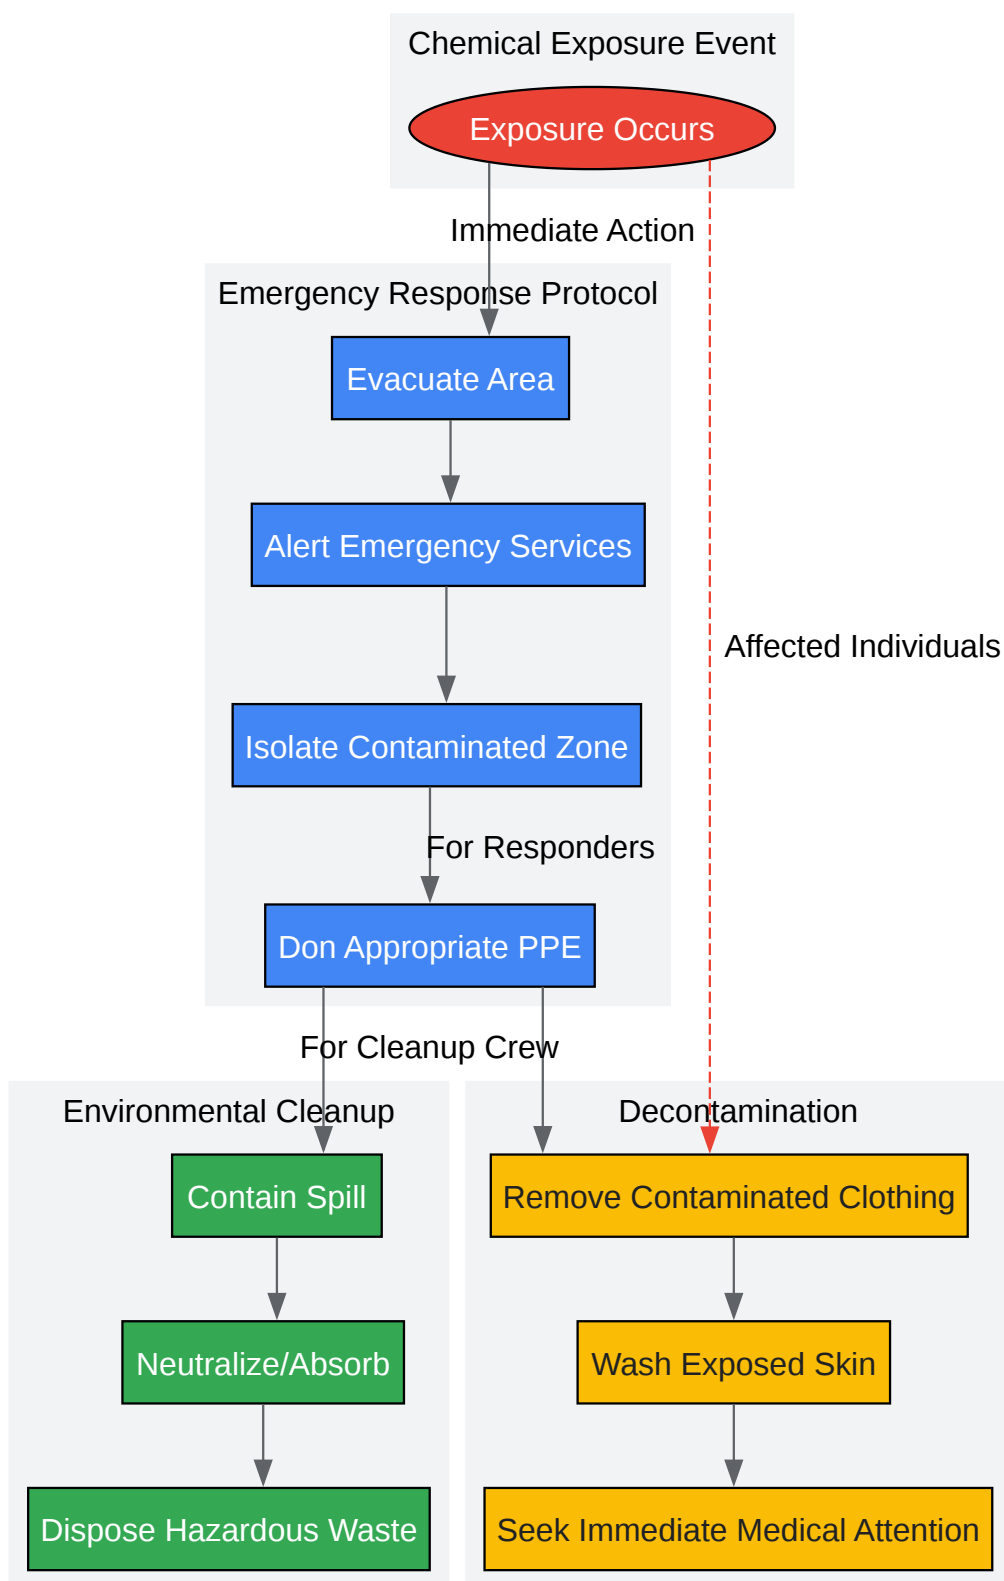 Chemical Exposure Event
Exposure Occurs
Immediate Action
Emergency Response Protocol
Evacuate Area
Alert Emergency Services
Affected Individuals
Isolate Contaminated Zone
For Responders
Don Appropriate PPE
For Cleanup Crew
Environmental Cleanup
Contain Spill
Neutralize/Absorb
Dispose Hazardous Waste
Decontamination
Remove Contaminated Clothing
Wash Exposed Skin
Seek Immediate Medical Attention